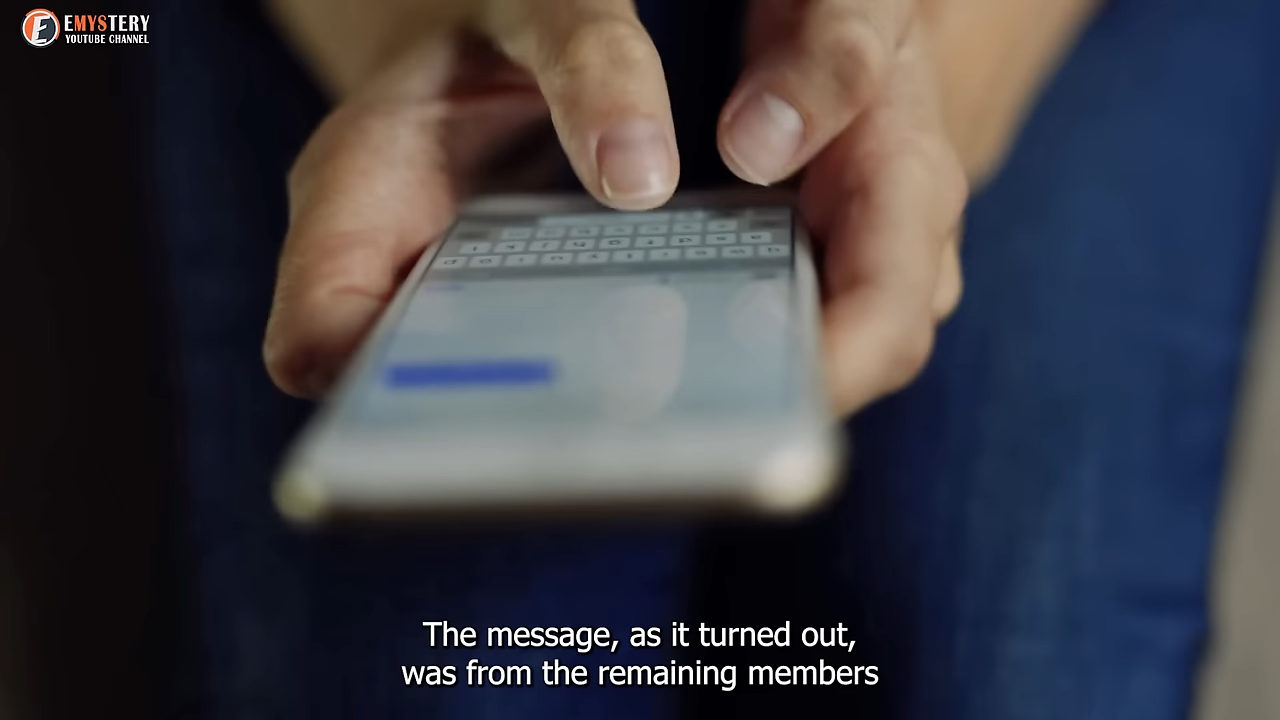 EMYSTERY
YOUTUBE CHANNEL
The message, as it turned out,
was from the remaining members